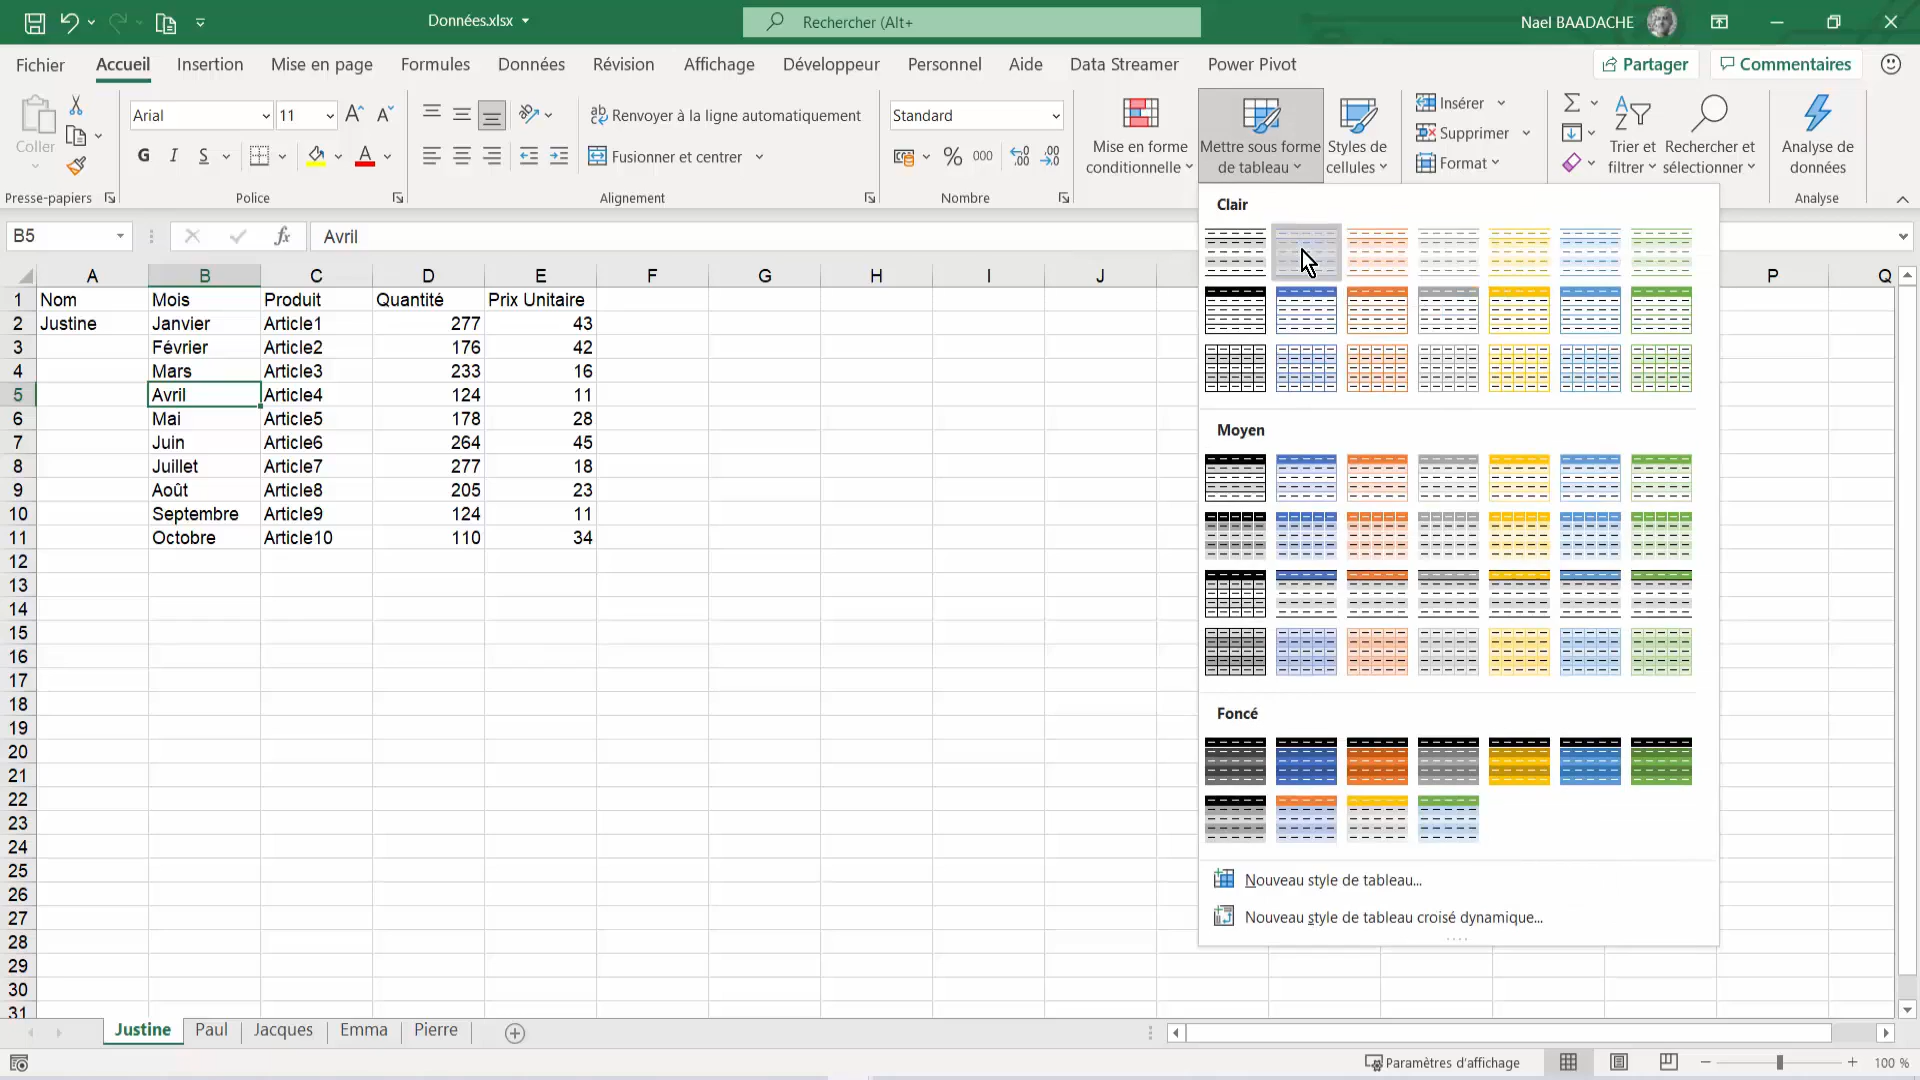 Données.xlsx
Rechercher (Alt+
Nael BAADACHE
Fichier Accueil Insertion Mise en page Formules Données Révision Affichage Développeur Personnel Aide Data Streamer Power Pivot Partager Commentaires
Coller
Presse-papiers
Arial 11
G I S
Police
Renvoyer à la ligne automatiquement
Fusionner et centrer
Alignement
Standard
% 000
Nombre
Mise en forme conditionnelle
Mettre sous forme de tableau
Styles de cellules
Insérer
Supprimer
Format
Trier et filtrer
Rechercher et sélectionner
Analyse de données
Analyse
B5 fx Avril
A B C D E F G H I J P Q
1 Nom Mois Produit Quantité Prix Unitaire
2 Justine Janvier Article1 277 43
3 Février Article2 176 42
4 Mars Article3 233 16
5 Avril Article4 124 11
6 Mai Article5 178 28
7 Juin Article6 264 45
8 Juillet Article7 277 18
9 Août Article8 205 23
10 Septembre Article9 124 11
11 Octobre Article10 110 34
12
13
14
15
16
17
18
19
20
21
22
23
24
25
26
27
28
29
30
31
Clair
Moyen
Foncé
Nouveau style de tableau...
Nouveau style de tableau croisé dynamique...
Justine Paul Jacques Emma Pierre
Paramètres d'affichage 100 %